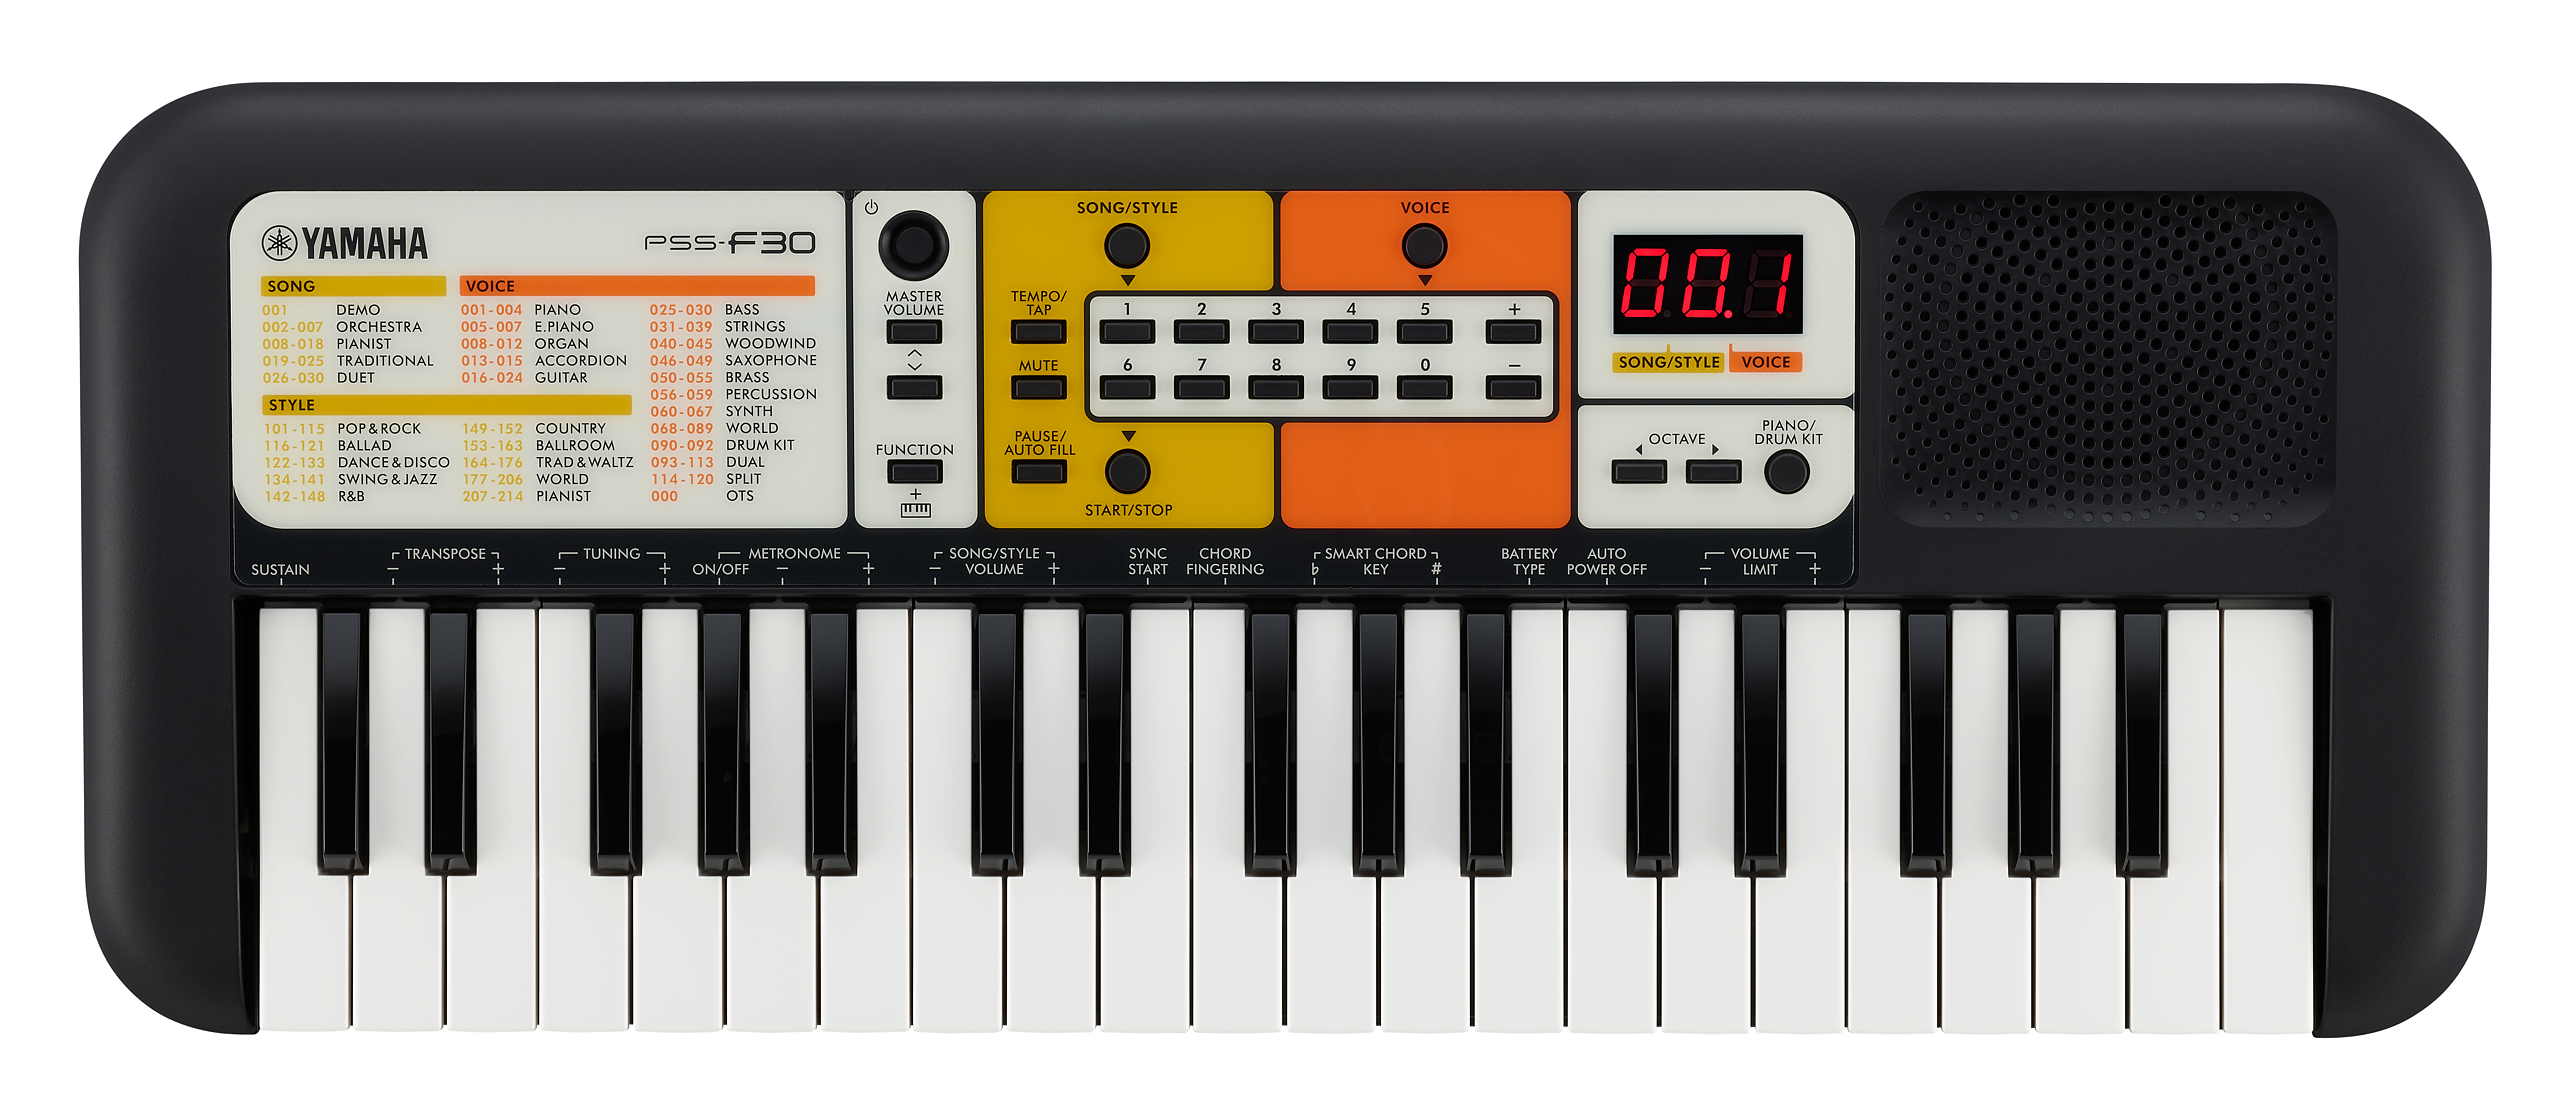 YAMAHA
PSS-F30
SONG
001 DEMO
002-007 ORCHESTRA
008-018 PIANIST
019-025 TRADITIONAL
026-030 DUET
VOICE
001-004 PIANO
005-007 E.PIANO
008-012 ORGAN
013-015 ACCORDION
016-024 GUITAR
025-030 BASS
031-039 STRINGS
040-045 WOODWIND
046-049 SAXOPHONE
050-055 BRASS
056-059 PERCUSSION
060-067 SYNTH
068-089 WORLD
090-092 DRUM KIT
093-113 DUAL
114-120 SPLIT
000 OTS
STYLE
101-115 POP & ROCK
116-121 BALLAD
122-133 DANCE & DISCO
134-141 SWING & JAZZ
142-148 R&B
149-152 COUNTRY
153-163 BALLROOM
164-176 TRAD & WALTZ
177-206 WORLD
207-214 PIANIST
MASTER
VOLUME
FUNCTION
+
SONG/STYLE
TEMPO/
TAP
MUTE
PAUSE/
AUTO FILL
START/STOP
VOICE
1 2 3 4 5 +
6 7 8 9 0 −
00.1
SONG/STYLE VOICE
OCTAVE
PIANO/
DRUM KIT
SUSTAIN
TRANSPOSE
− +
TUNING
− +
METRONOME
ON/OFF − +
SONG/STYLE
− VOLUME +
SYNC
START
CHORD
FINGERING
SMART CHORD
♭ KEY #
BATTERY
TYPE
AUTO
POWER OFF
VOLUME
− LIMIT +